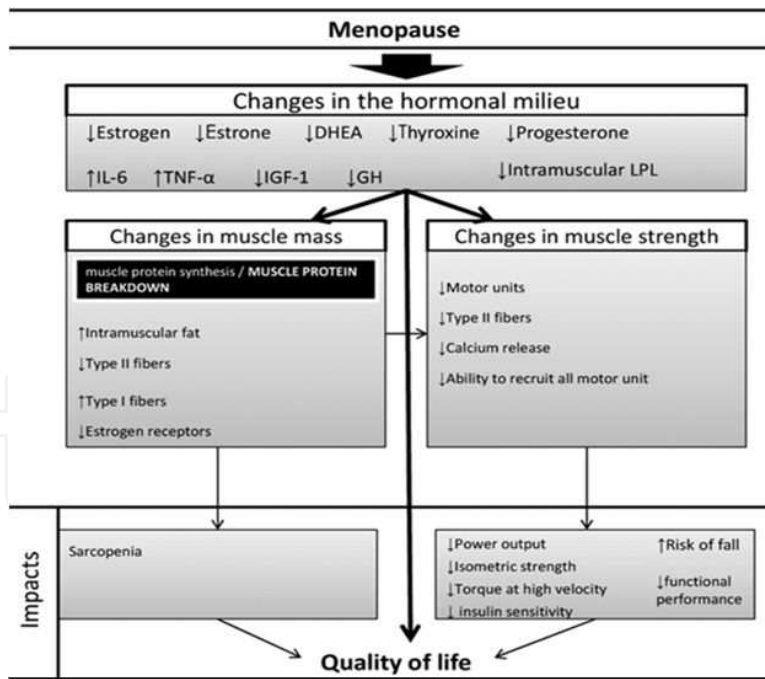 Menopause
Changes in the hormonal milieu
↓Estrogen ↓Estrone ↓DHEA ↓Thyroxine ↓Progesterone
↑IL-6 ↑TNF-α ↓IGF-1 ↓GH ↓Intramuscular LPL
Changes in muscle mass
muscle protein synthesis / MUSCLE PROTEIN
BREAKDOWN
↑Intramuscular fat
↓Type II fibers
↑Type I fibers
↓Estrogen receptors
Changes in muscle strength
↓Motor units
↓Type II fibers
↓Calcium release
↓Ability to recruit all motor unit
Impacts
Sarcopenia
↓Power output
↓Isometric strength
↓Torque at high velocity
↓ insulin sensitivity
↑Risk of fall
↓functional
performance
Quality of life